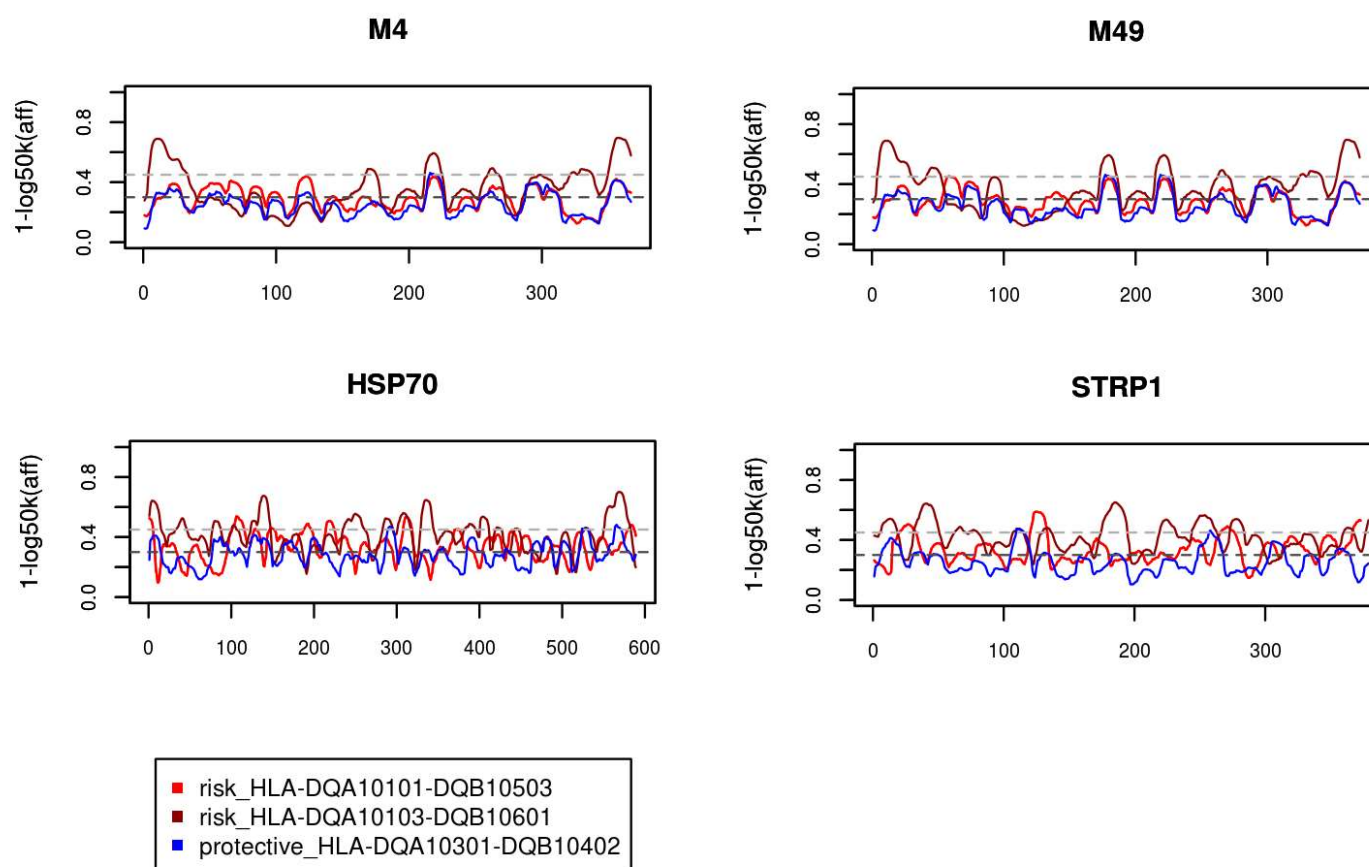 M4
1-log50k(aff)
0.0 0.4 0.8
0 100 200 300
M49
1-log50k(aff)
0.0 0.4 0.8
0 100 200 300
HSP70
1-log50k(aff)
0.0 0.4 0.8
0 100 200 300 400 500 600
STRP1
1-log50k(aff)
0.0 0.4 0.8
0 100 200 300
risk_HLA-DQA10101-DQB10503
risk_HLA-DQA10103-DQB10601
protective_HLA-DQA10301-DQB10402